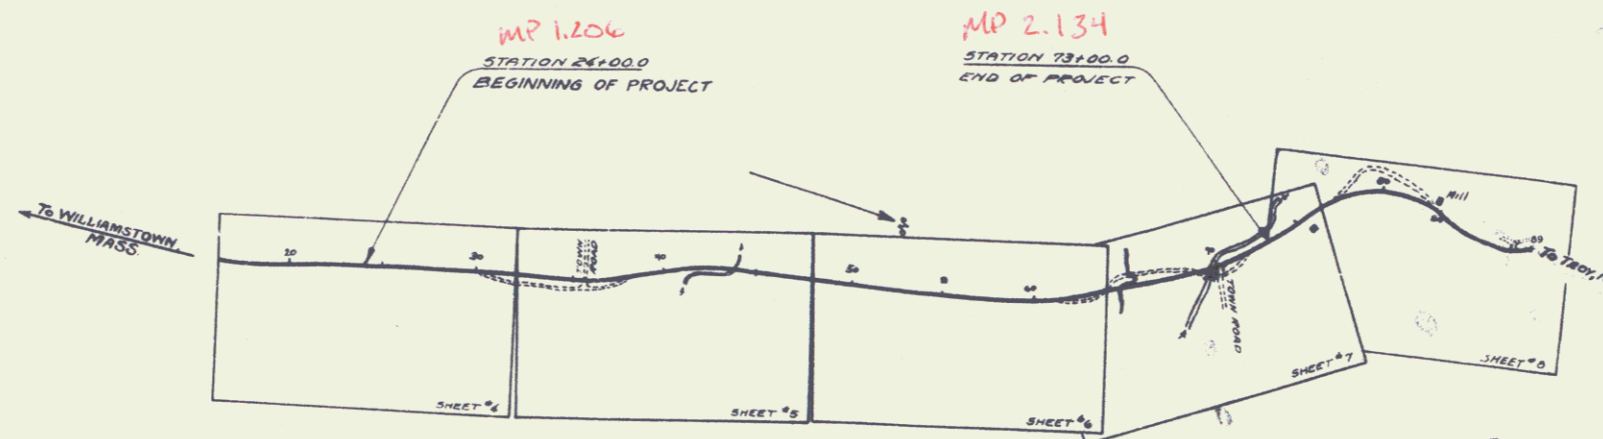 MP 1.206
STATION 24+00.0
BEGINNING OF PROJECT
MP 2.134
STATION 73+00.0
END OF PROJECT
To WILLIAMSTOWN
MASS.
20
30
TOWN
ROAD
40
50
60
TOWN ROAD
80
Mill
89
To TROY,
SHEET #4
SHEET #5
SHEET #6
SHEET #7
SHEET #8